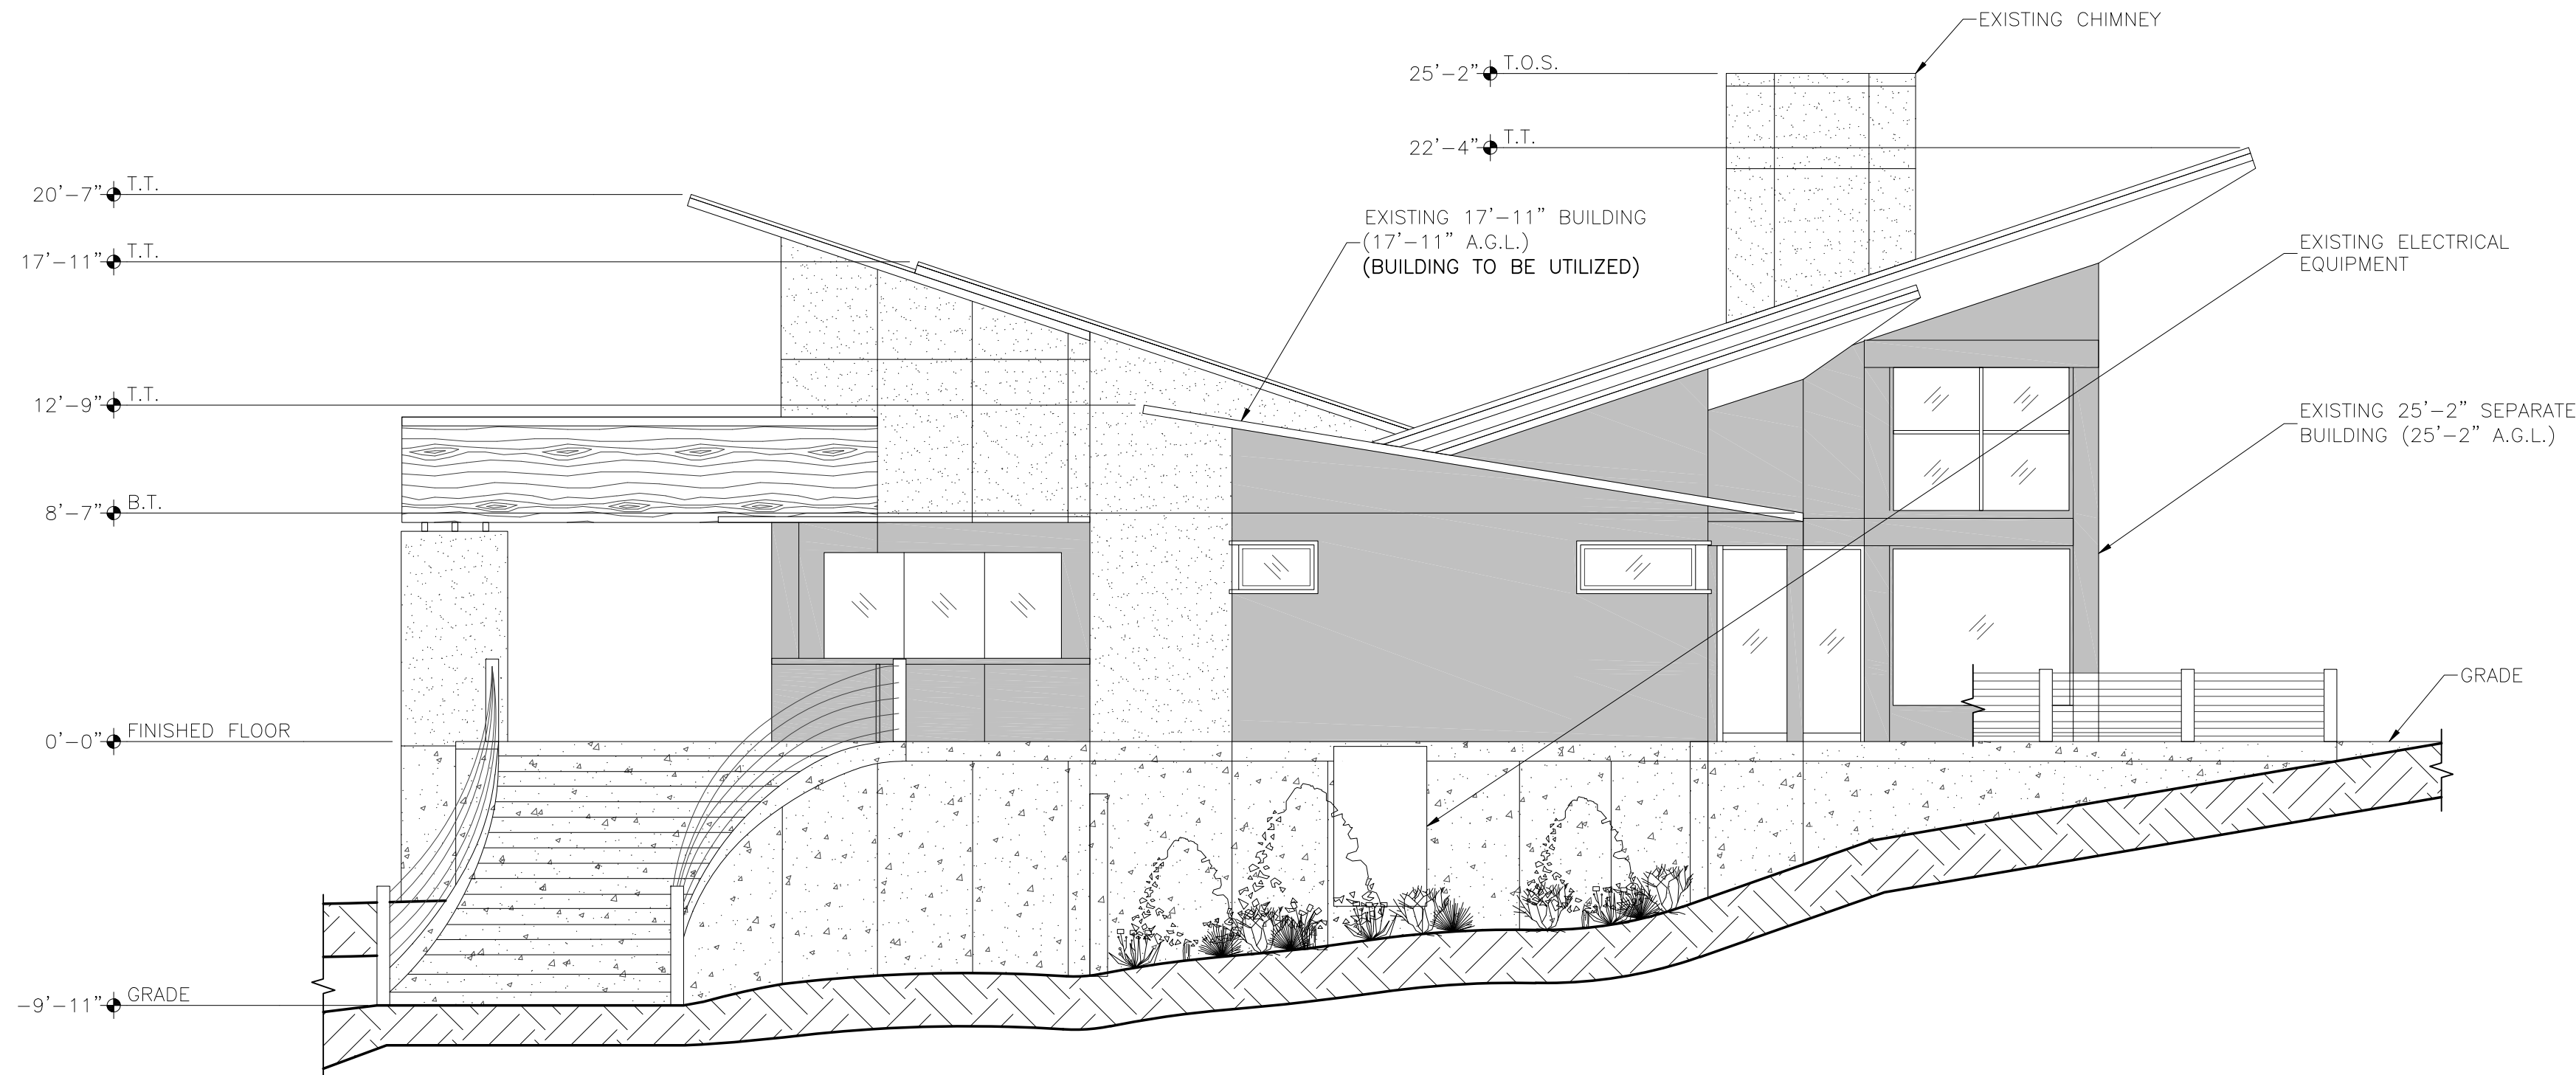 EXISTING CHIMNEY
25'-2" T.O.S.
22'-4" T.T.
20'-7" T.T.
EXISTING 17'-11" BUILDING
(17'-11" A.G.L.)
(BUILDING TO BE UTILIZED)
17'-11" T.T.
EXISTING ELECTRICAL
EQUIPMENT
12'-9" T.T.
EXISTING 25'-2" SEPARATE
BUILDING (25'-2" A.G.L.)
8'-7" B.T.
GRADE
0'-0" FINISHED FLOOR
-9'-11" GRADE